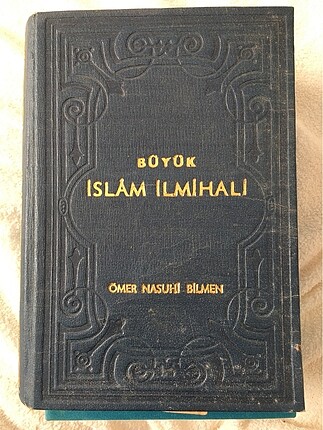 BÜYÜK
İSLÂM İLMİHALİ
ÖMER NASUHİ BİLMEN